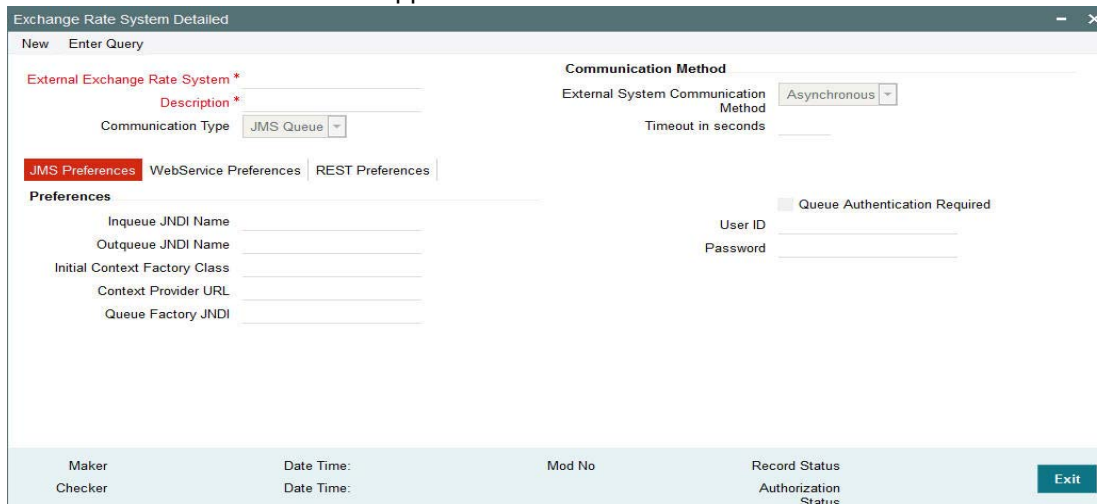 Exchange Rate System Detailed
New Enter Query
External Exchange Rate System *
Description *
Communication Type JMS Queue
Communication Method
External System Communication Method Asynchronous
Timeout in seconds
JMS Preferences WebService Preferences REST Preferences
Preferences
Inqueue JNDI Name
Outqueue JNDI Name
Initial Context Factory Class
Context Provider URL
Queue Factory JNDI
Queue Authentication Required
User ID
Password
Maker Date Time: Mod No Record Status
Checker Date Time: Authorization Status
Exit